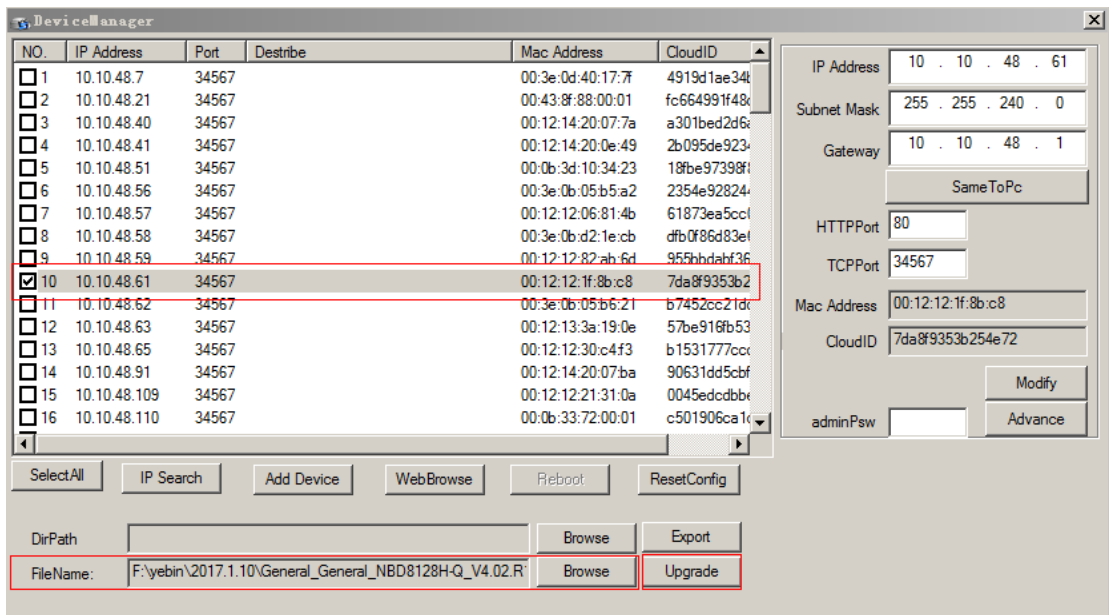 DeviceManager
NO. IP Address Port Destribe Mac Address CloudID
1 10.10.48.7 34567 00:3e:0d:40:17:7f 4919d1ae34b
2 10.10.48.21 34567 00:43:8f:88:00:01 fc664991f48
3 10.10.48.40 34567 00:12:14:20:07:7a a301bed2d6
4 10.10.48.41 34567 00:12:14:20:0e:49 2b095de923
5 10.10.48.51 34567 00:0b:3d:10:34:23 18fbe97398f
6 10.10.48.56 34567 00:3e:0b:05:b5:a2 2354e92824
7 10.10.48.57 34567 00:12:12:06:81:4b 61873ea5cc
8 10.10.48.58 34567 00:3e:0b:d2:1e:cb dfb0f86d83e
9 10.10.48.59 34567 00:12:12:82:ab:6d 955bbdabf36
10 10.10.48.61 34567 00:12:12:1f:8b:c8 7da8f9353b2
11 10.10.48.62 34567 00:3e:0b:05:b6:21 b7452cc21d
12 10.10.48.63 34567 00:12:13:3a:19:0e 57be916fb53
13 10.10.48.65 34567 00:12:12:30:c4:f3 b1531777cc
14 10.10.48.91 34567 00:12:14:20:07:ba 90631dd5cbf
15 10.10.48.109 34567 00:12:12:21:31:0a 0045edcdbb
16 10.10.48.110 34567 00:0b:33:72:00:01 c501906ca1
IP Address 10 . 10 . 48 . 61
Subnet Mask 255 . 255 . 240 . 0
Gateway 10 . 10 . 48 . 1
SameToPc
HTTPPort 80
TCPPort 34567
Mac Address 00:12:12:1f:8b:c8
CloudID 7da8f9353b254e72
Modify
adminPsw Advance
SelectAll IP Search Add Device WebBrowse Reboot ResetConfig
DirPath Browse Export
FileName: F:\yebin\2017.1.10\General_General_NBD8128H-Q_V4.02.R Browse Upgrade